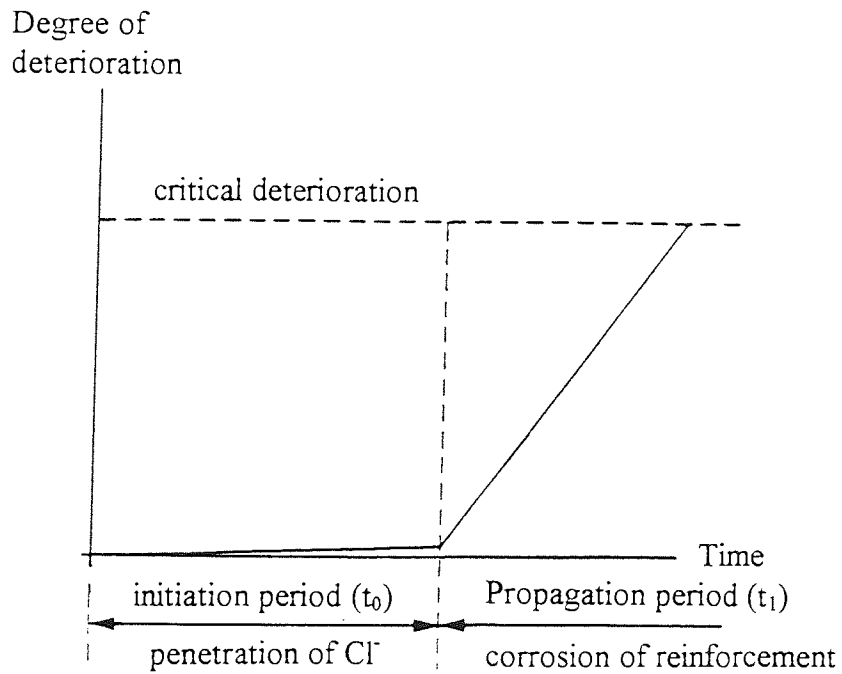 Degree of
deterioration
critical deterioration
Time
initiation period (t₀)
Propagation period (t₁)
penetration of Cl⁻
corrosion of reinforcement